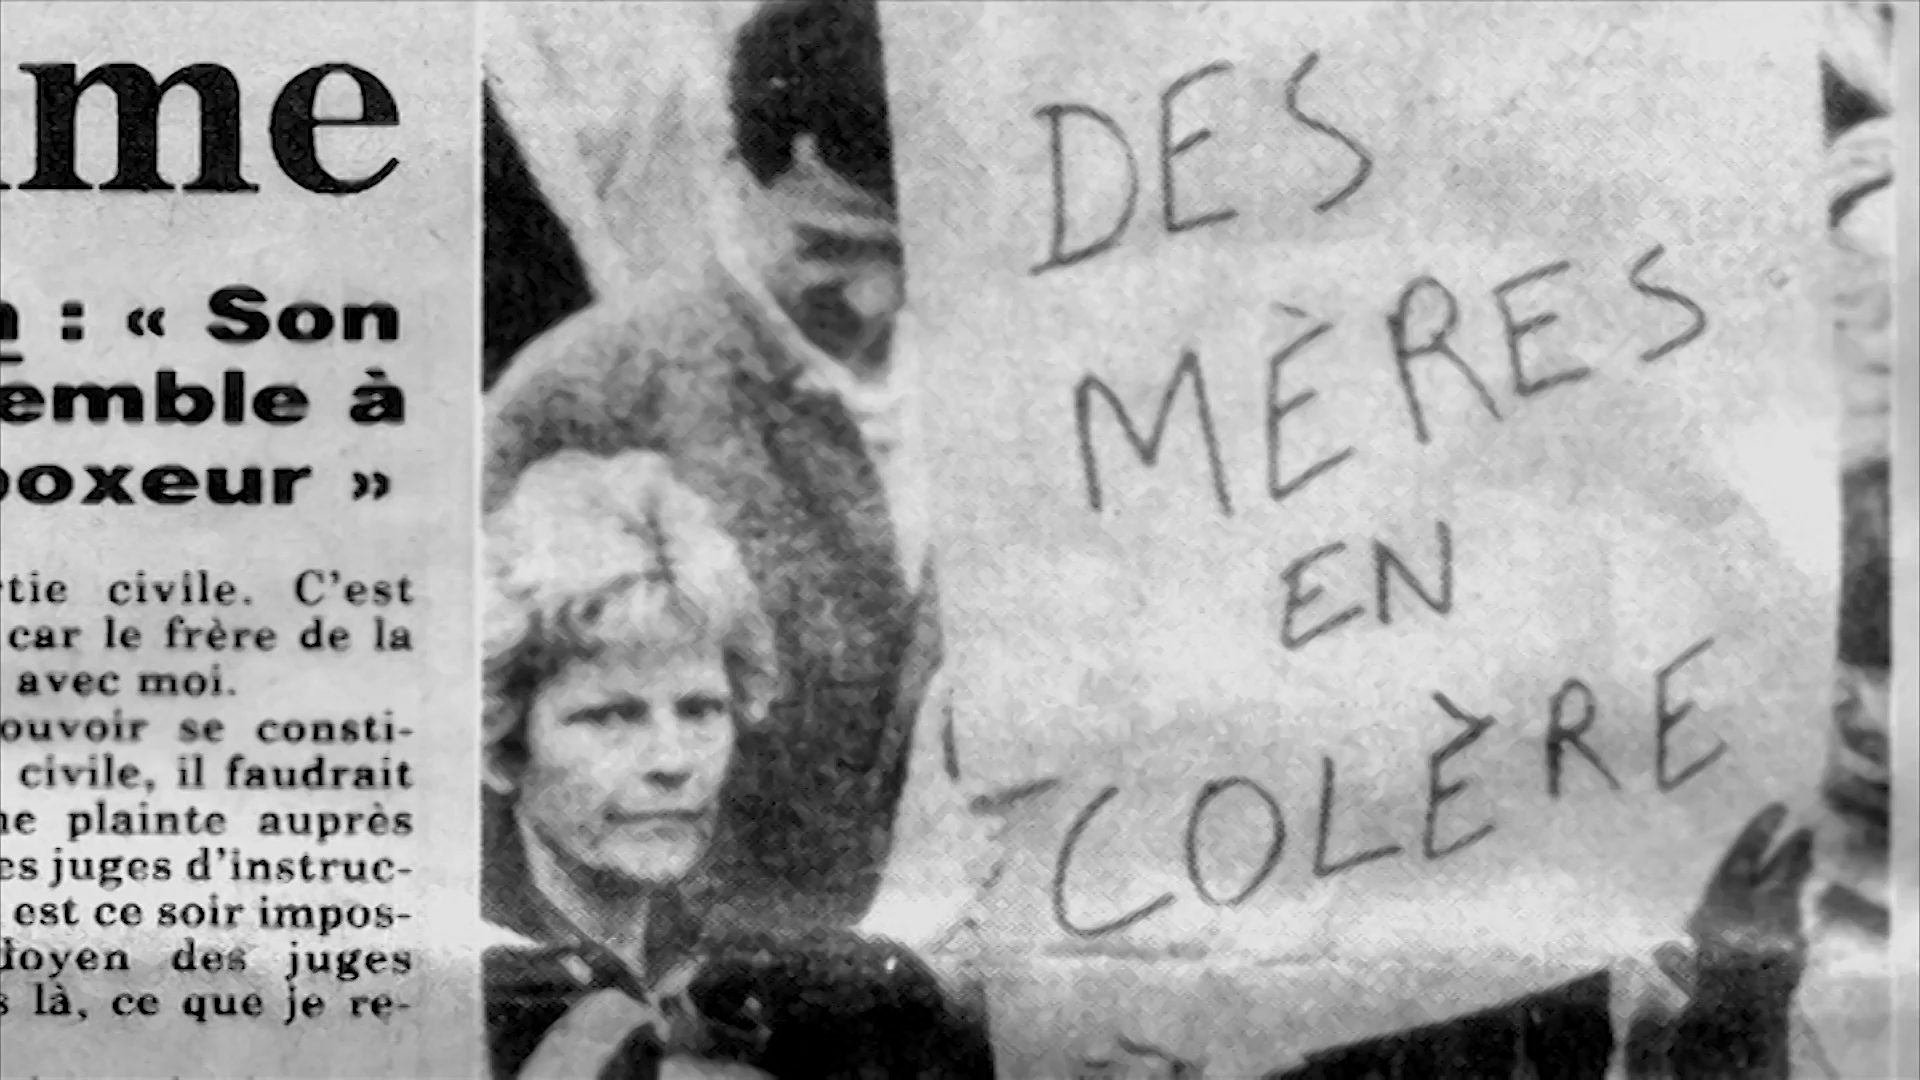 me
: « Son
emble à
boxeur »
tie civile. C'est
car le frère de la
avec moi.
ouvoir se consti-
civile, il faudrait
ne plainte auprès
es juges d'instruc-
est ce soir impos-
doyen des juges
s là, ce que je re-
DES
MÈRES
EN
COLÈRE